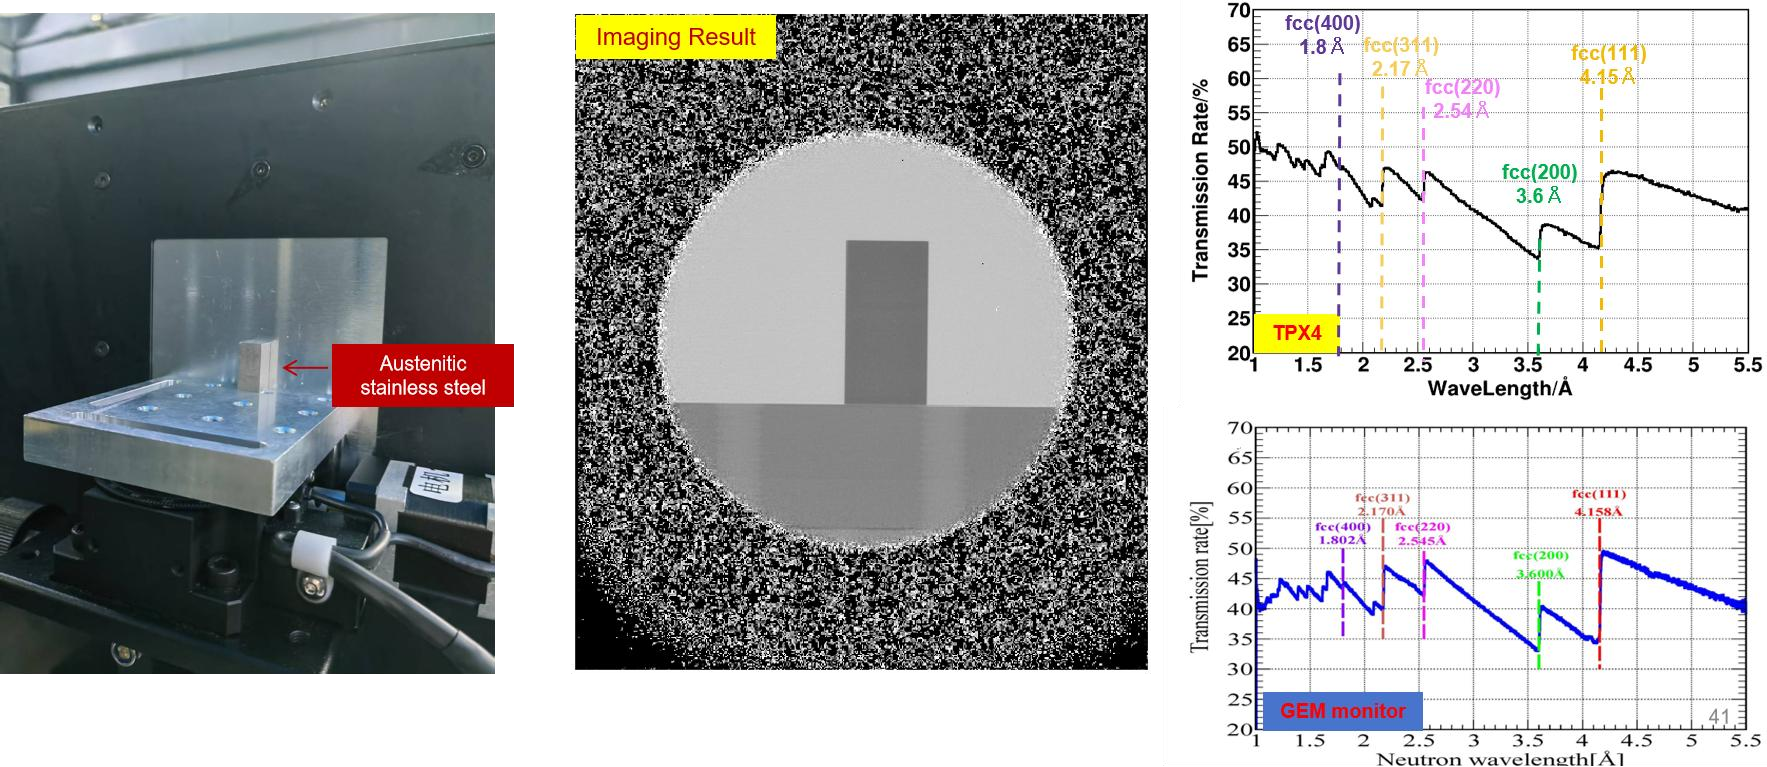 Austenitic
stainless steel
电机
Imaging Result
70
65
60
55
50
45
40
35
30
25
20
Transmission Rate/%
fcc(400)
1.8 Å
fcc(311)
2.17 Å
fcc(220)
2.54 Å
fcc(200)
3.6 Å
fcc(111)
4.15 Å
TPX4
1 1.5 2 2.5 3 3.5 4 4.5 5 5.5
WaveLength/Å
70
65
60
55
50
45
40
35
30
25
20
Transmission rate[%]
fcc(400)
1.802Å
fcc(311)
2.170Å
fcc(220)
2.545Å
fcc(200)
3.600Å
fcc(111)
4.158Å
GEM monitor
41
1 1.5 2 2.5 3 3.5 4 4.5 5 5.5
Neutron wavelength[Å]